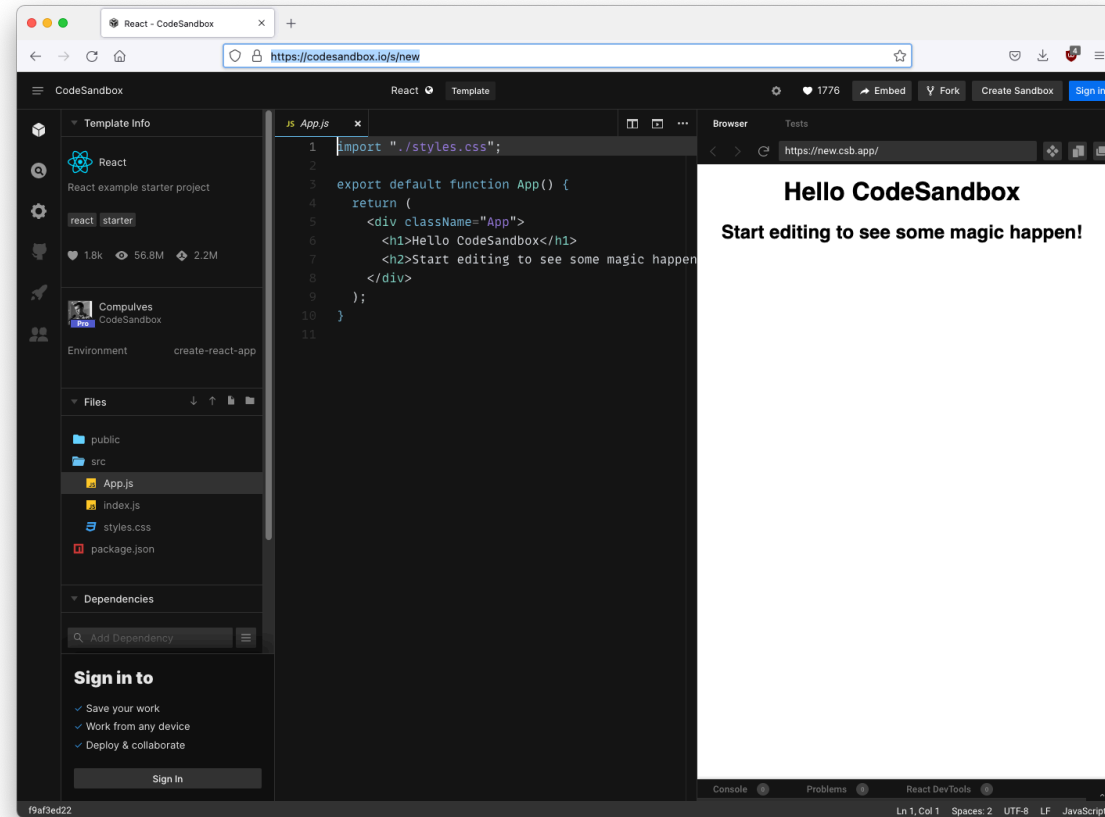 React - CodeSandbox
https://codesandbox.io/s/new
CodeSandbox
React
Template
1776
Embed
Fork
Create Sandbox
Sign in
Template Info
React
React example starter project
react starter
1.8k 56.8M 2.2M
Compulves
Pro
CodeSandbox
Environment create-react-app
Files
public
src
App.js
index.js
styles.css
package.json
Dependencies
Add Dependency
Sign in to
Save your work
Work from any device
Deploy & collaborate
Sign In
f9af3ed22
JS App.js
1 import "./styles.css";
2
3 export default function App() {
4 return (
5 <div className="App">
6 <h1>Hello CodeSandbox</h1>
7 <h2>Start editing to see some magic happen
8 </div>
9 );
10 }
11
Browser Tests
https://new.csb.app/
Hello CodeSandbox
Start editing to see some magic happen!
Console 0 Problems 0 React DevTools 0
Ln 1, Col 1 Spaces: 2 UTF-8 LF JavaScript